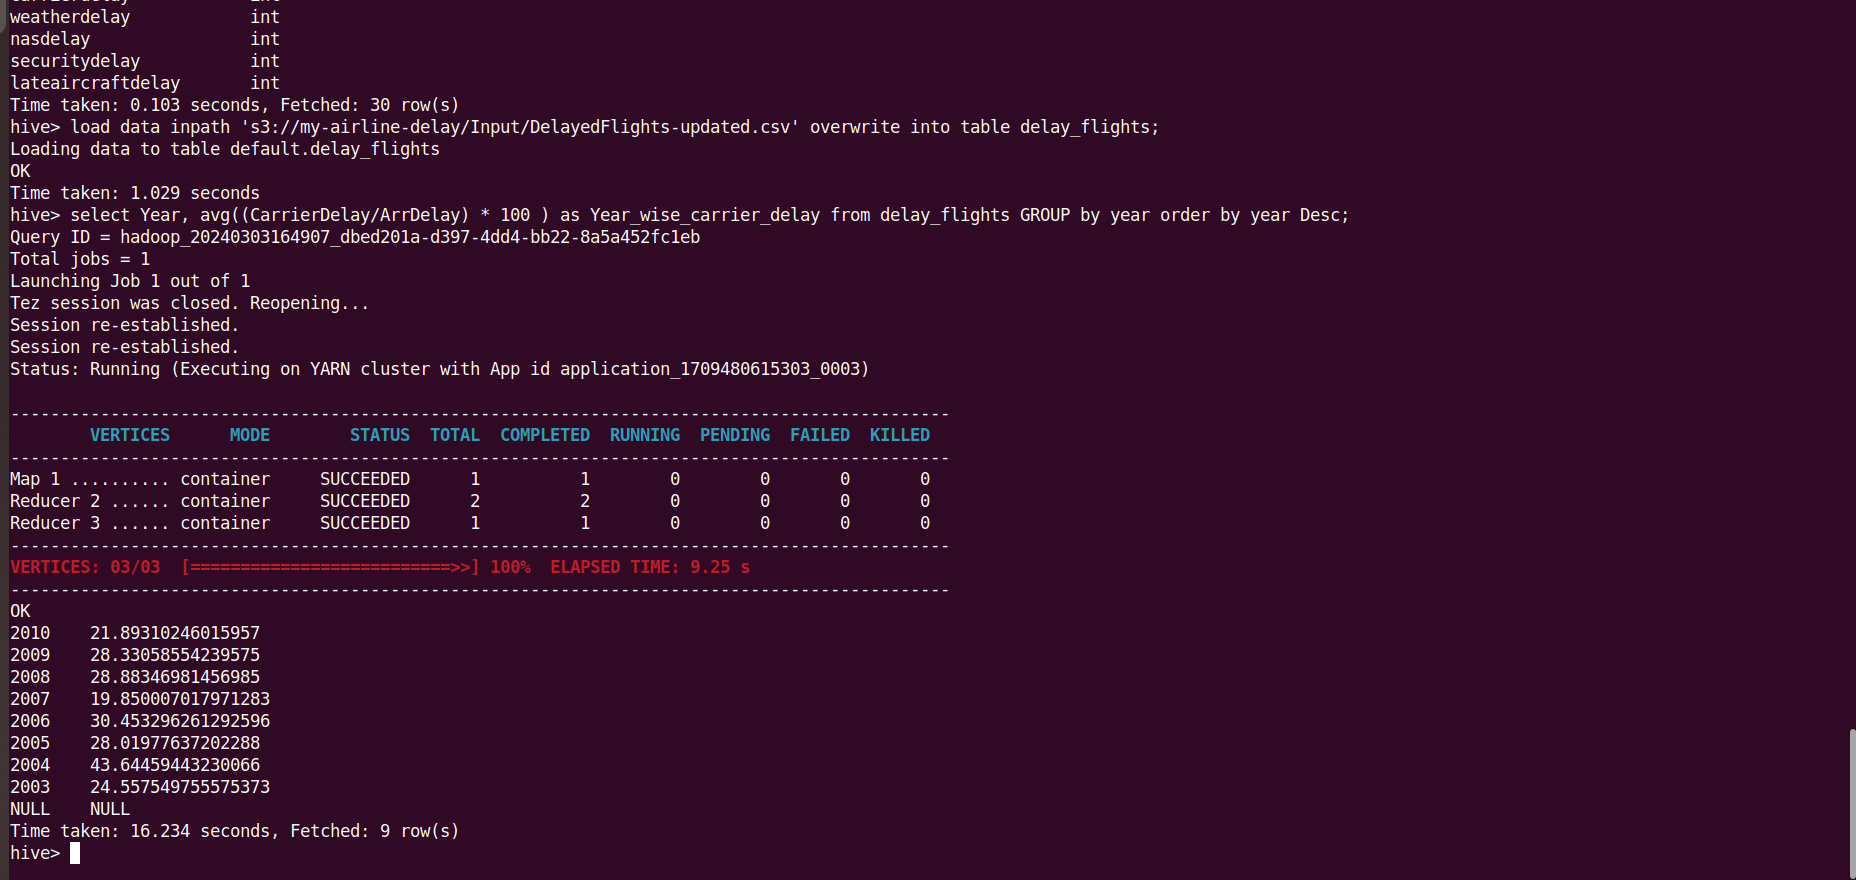 weatherdelay            int
nasdelay                int
securitydelay           int
lateaircraftdelay       int
Time taken: 0.103 seconds, Fetched: 30 row(s)
hive> load data inpath 's3://my-airline-delay/Input/DelayedFlights-updated.csv' overwrite into table delay_flights;
Loading data to table default.delay_flights
OK
Time taken: 1.029 seconds
hive> select Year, avg((CarrierDelay/ArrDelay) * 100 ) as Year_wise_carrier_delay from delay_flights GROUP by year order by year Desc;
Query ID = hadoop_20240303164907_dbed201a-d397-4dd4-bb22-8a5a452fc1eb
Total jobs = 1
Launching Job 1 out of 1
Tez session was closed. Reopening...
Session re-established.
Session re-established.
Status: Running (Executing on YARN cluster with App id application_1709480615303_0003)
----------------------------------------------------------------------------------------------
        VERTICES      MODE        STATUS  TOTAL  COMPLETED  RUNNING  PENDING  FAILED  KILLED
----------------------------------------------------------------------------------------------
Map 1 .......... container     SUCCEEDED      1          1        0        0       0       0
Reducer 2 ...... container     SUCCEEDED      2          2        0        0       0       0
Reducer 3 ...... container     SUCCEEDED      1          1        0        0       0       0
----------------------------------------------------------------------------------------------
VERTICES: 03/03  [==========================>>] 100%  ELAPSED TIME: 9.25 s
----------------------------------------------------------------------------------------------
OK
2010    21.89310246015957
2009    28.33058554239575
2008    28.88346981456985
2007    19.850007017971283
2006    30.453296261292596
2005    28.01977637202288
2004    43.64459443230066
2003    24.557549755575373
NULL    NULL
Time taken: 16.234 seconds, Fetched: 9 row(s)
hive>